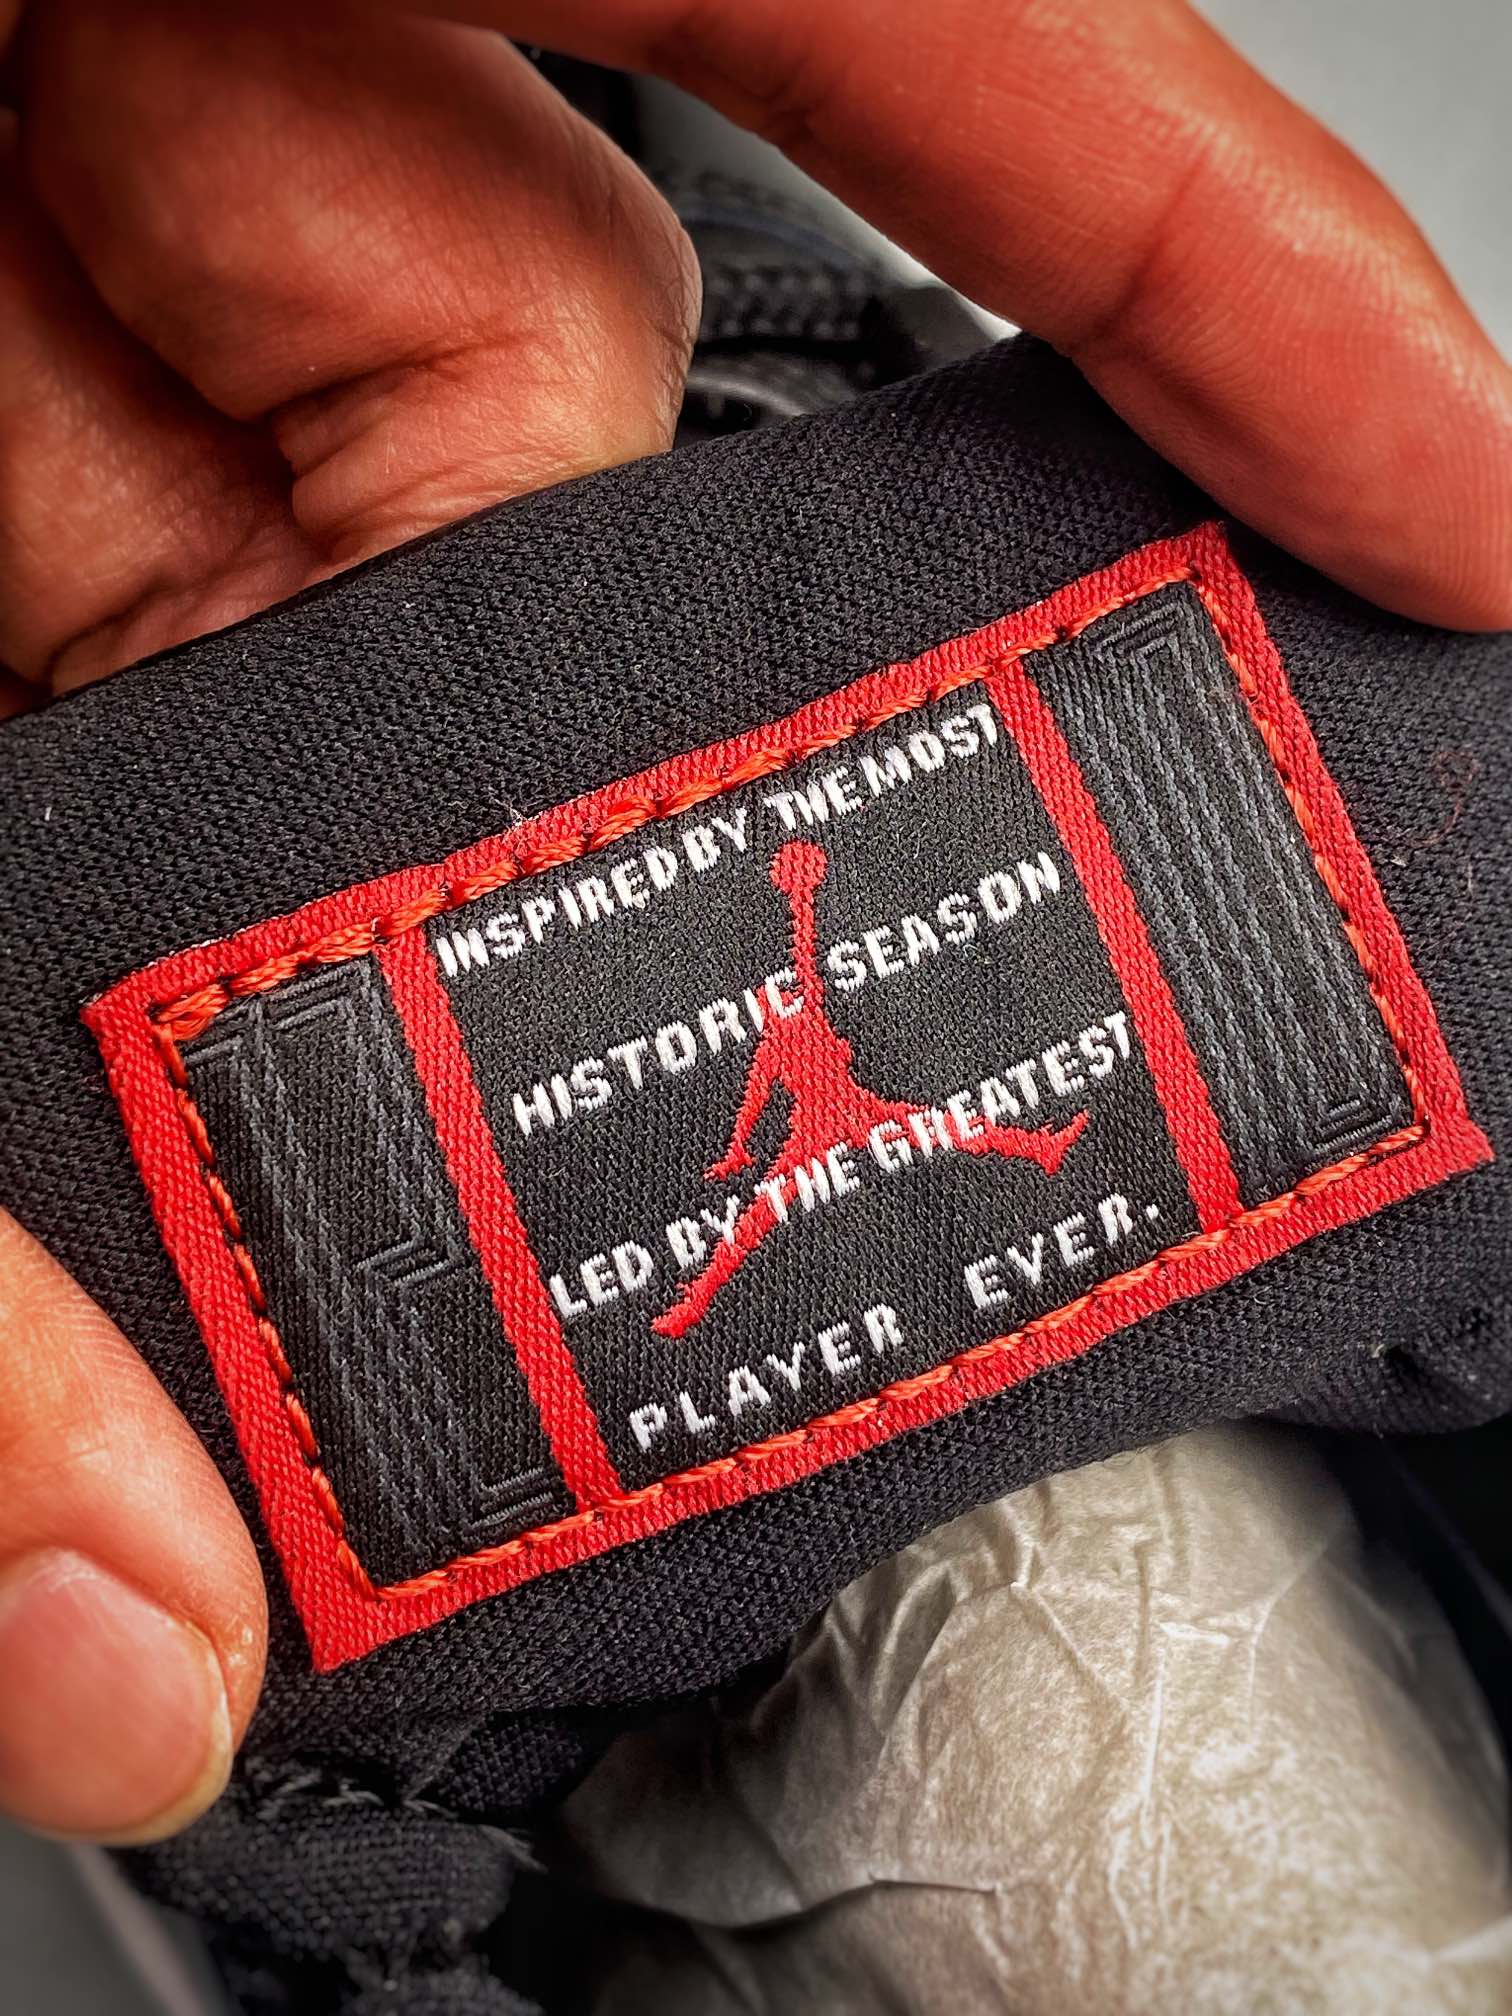 INSPIRED BY THE MOST
HISTORIC SEASON
LED BY THE GREATEST
PLAYER EVER.